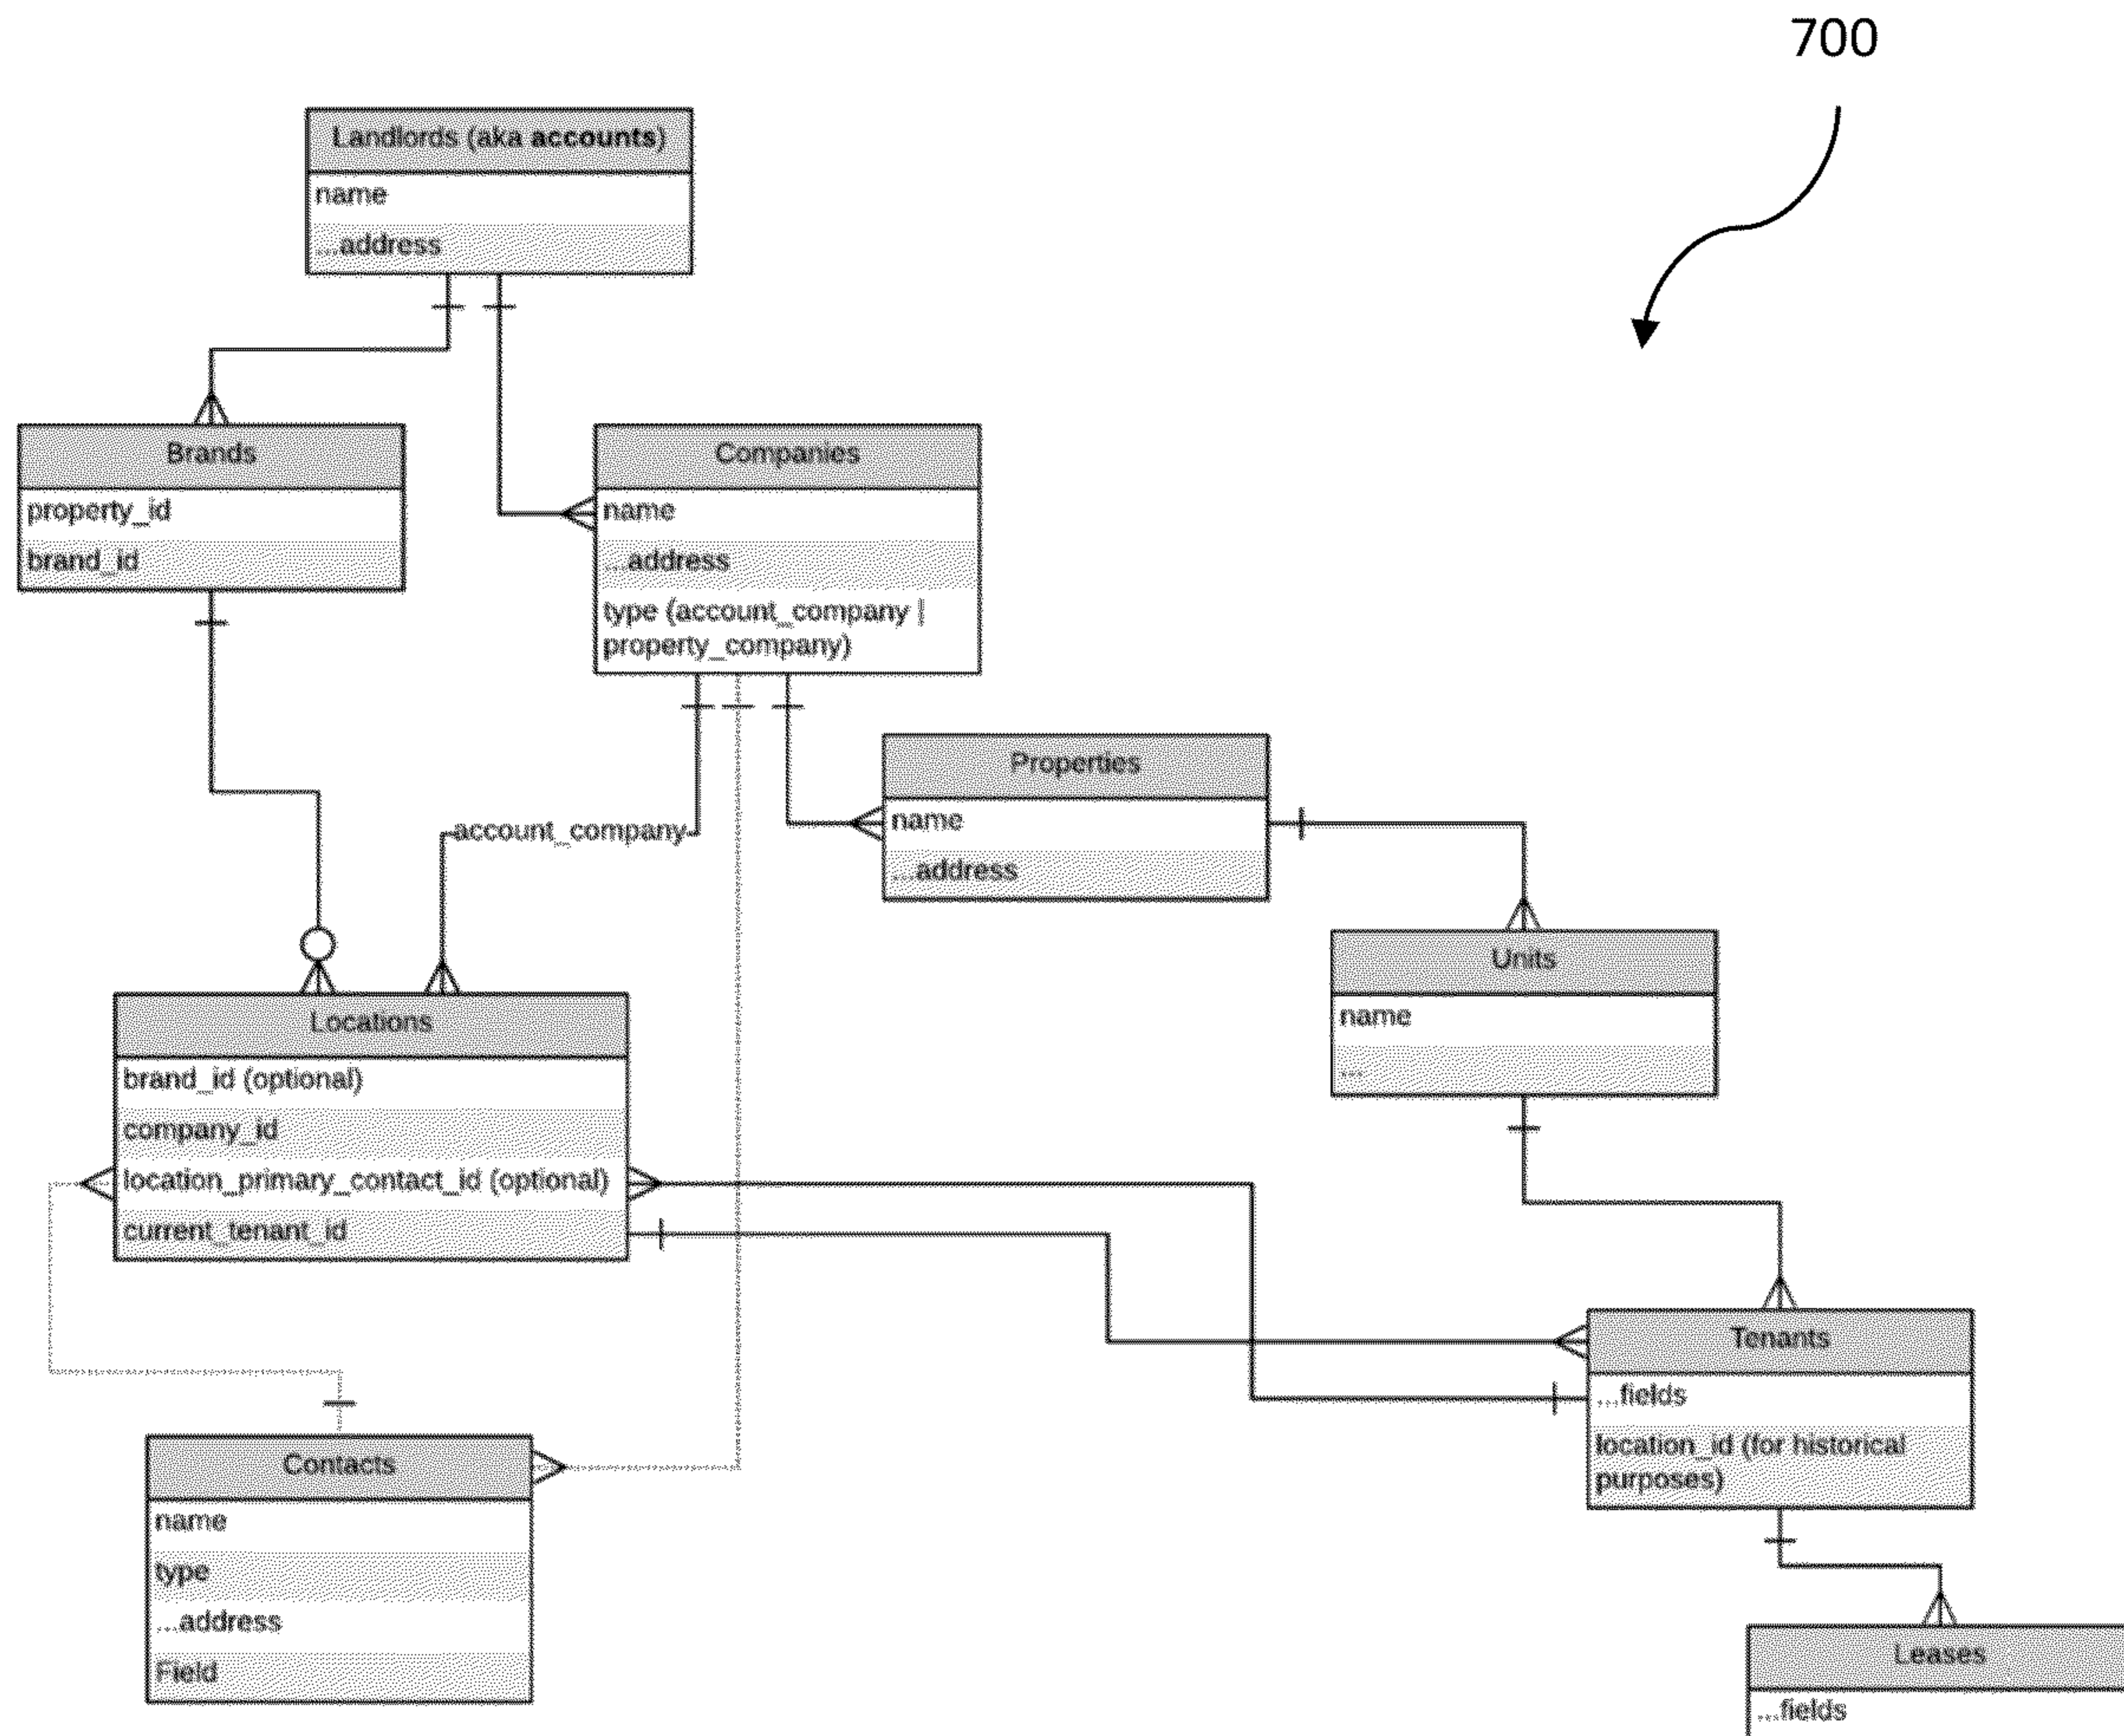 700
Landlords (aka accounts)
name
...address
Brands
property_id
brand_id
Companies
name
...address
type (account_company |
property_company)
account_company
Properties
name
...address
Units
name
...
Locations
brand_id (optional)
company_id
location_primary_contact_id (optional)
current_tenant_id
Tenants
...fields
location_id (for historical
purposes)
Contacts
name
type
...address
Field
Leases
...fields